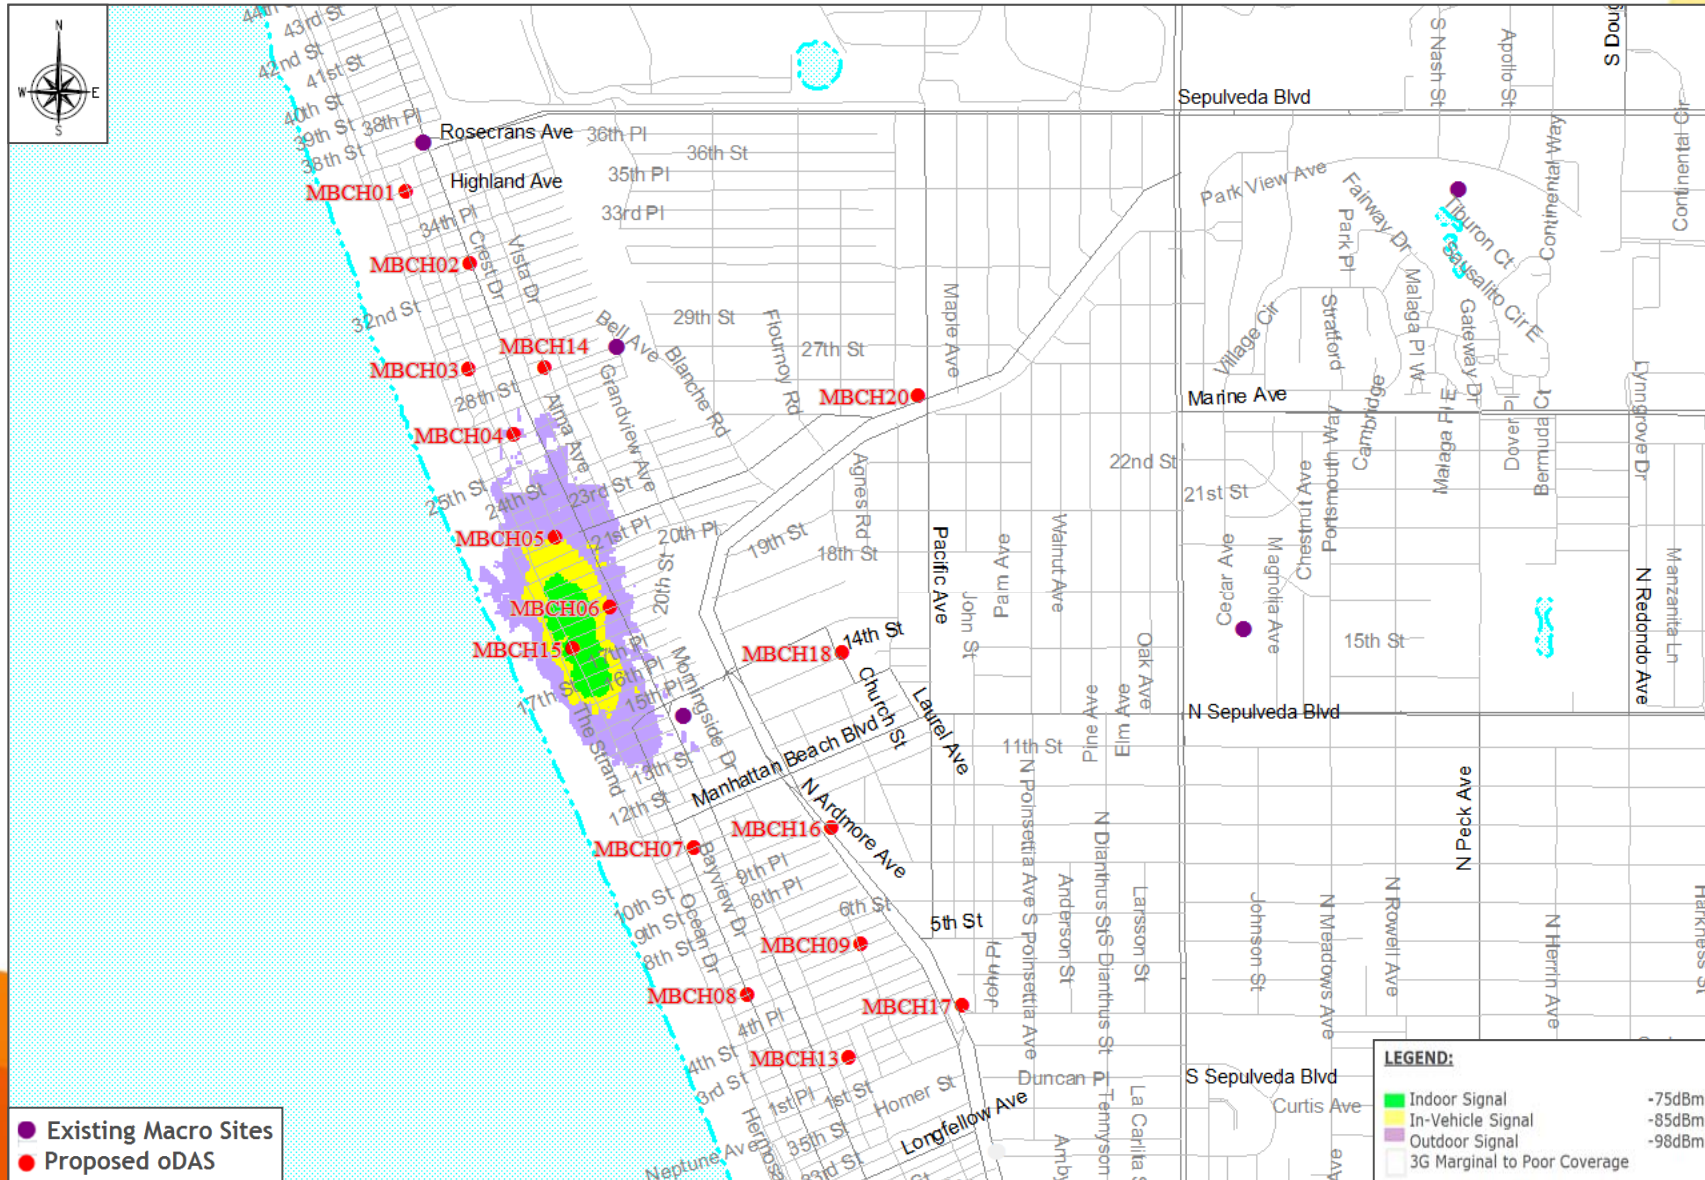 44th St
43rd St
42nd St
41st St
40th St
39th St
38th Pl
38th St
N
W
E
S
Rosecrans Ave
36th Pl
36th St
Highland Ave
35th Pl
33rd Pl
MBCH01
34th Pl
Crest Dr
Vista Dr
MBCH02
32nd St
29th St
Bell Ave
Flournoy Rd
27th St
Maple Ave
MBCH14
MBCH03
Blanche Rd
Grandview Ave
28th St
Alma Ave
MBCH20
MBCH04
Sepulveda Blvd
S Nash St
Apollo St
S Doug
Continental Way
Continental Cir
Park View Ave
Fairway Dr
Park Pl
Tiburon Ct
Sausalito Cir E
Malaga Pl W
Gateway Dr
Village Cir
Stratford
Marine Ave
Cambridge
Malaga Pl E
Dover Pl
Bermuda Ct
Lynngrove Dr
Portsmouth Way
25th St
24th St
23rd St
Agnes Rd
22nd St
21st St
Chestnut Ave
MBCH05
21st Pl
20th Pl
20th St
19th St
18th St
Pacific Ave
Pam Ave
Walnut Ave
Cedar Ave
Magnolia Ave
N Redondo Ave
Manzanita Ln
MBCH06
John St
MBCH15
17th Pl
16th Pl
15th Pl
17th St
MBCH18
14th St
Church St
Laurel Ave
Oak Ave
15th St
The Strand
Morningside Dr
Pine Ave
Elm Ave
N Sepulveda Blvd
11th St
13th St
Manhattan Beach Blvd
12th St
N Ardmore Ave
MBCH16
MBCH07
Bayview Dr
9th Pl
8th Pl
N Poinsettia Ave
S Poinsettia Ave
N Dianthus St
S Dianthus St
Anderson St
Larsson St
N Peck Ave
Johnson St
N Meadows Ave
N Rowell Ave
N Herrin Ave
Harkness St
10th St
9th St
8th St
Ocean Dr
6th St
5th St
MBCH09
John Pl
MBCH08
MBCH17
4th Pl
4th St
MBCH13
3rd St
1st Pl
1st St
Homer St
Duncan Pl
Tennyson
La Carlita S
S Sepulveda Blvd
Curtis Ave
Longfellow Ave
35th St
33rd St
Neptune Ave
Hermosa
St
Amby
Ave
Existing Macro Sites
Proposed oDAS
LEGEND:
Indoor Signal -75dBm
In-Vehicle Signal -85dBm
Outdoor Signal -98dBm
3G Marginal to Poor Coverage